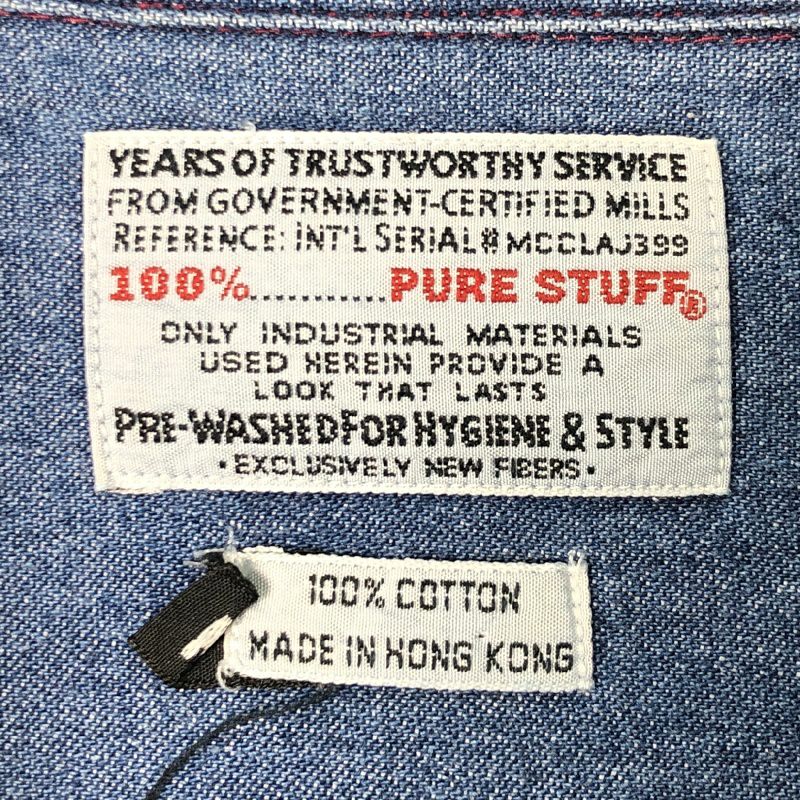 YEARS OF TRUSTWORTHY SERVICE
FROM GOVERNMENT-CERTIFIED MILLS
REFERENCE: INT'L SERIAL # MCCLAJ399
100%............PURE STUFF®
ONLY INDUSTRIAL MATERIALS
USED HEREIN PROVIDE A
LOOK THAT LASTS
PRE-WASHED FOR HYGIENE & STYLE
· EXCLUSIVELY NEW FIBERS ·
100% COTTON
MADE IN HONG KONG